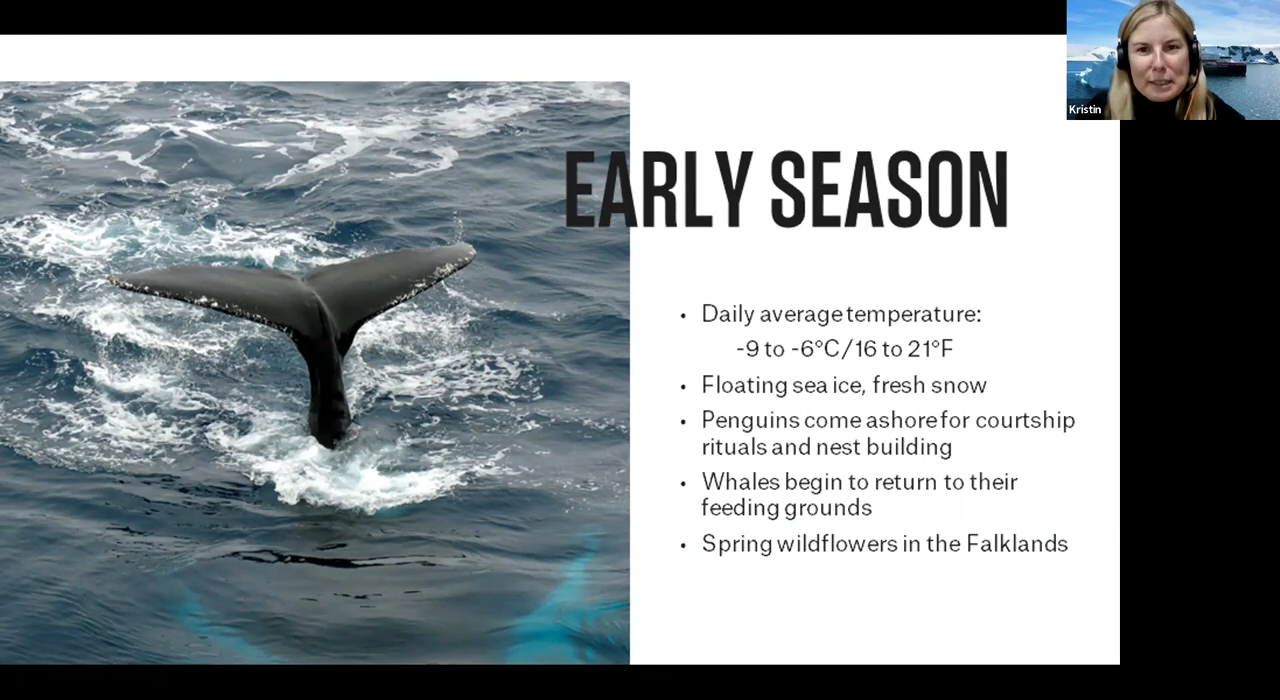 Kristin
EARLY SEASON
• Daily average temperature:
-9 to -6°C/16 to 21°F
• Floating sea ice, fresh snow
• Penguins come ashore for courtship
rituals and nest building
• Whales begin to return to their
feeding grounds
• Spring wildflowers in the Falklands